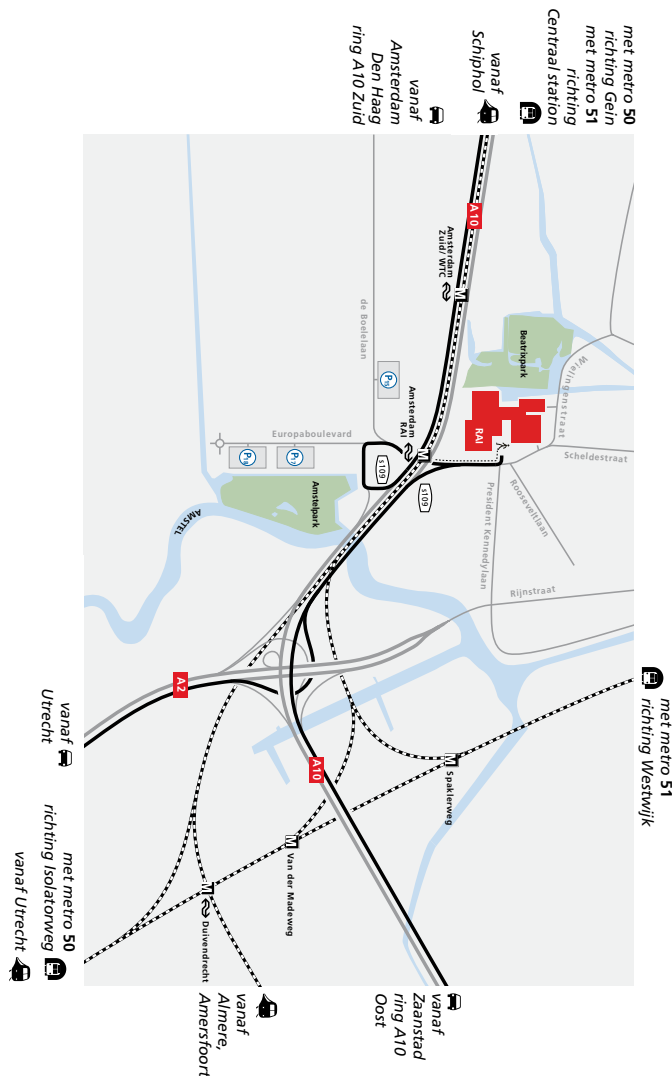 met metro 50
richting Gein
met metro 51
richting
Centraal station
vanaf
Schiphol
vanaf
Amsterdam
Den Haag
ring A10 Zuid
met metro 51
richting Westwijk
A10
Amsterdam
Zuid/ WTC
M
Beatrixpark
Wielingenstraat
Scheldestraat
RAI
Rooseveltlaan
President Kennedylaan
Rijnstraat
de Boelelaan
P15
Amsterdam
RAI
M
s109
s109
Europaboulevard
P18
P17
Amstelpark
AMSTEL
A2
A10
M
Spaklerweg
M
Van der Madeweg
M
Duivendrecht
vanaf
Zaanstad
ring A10
Oost
vanaf
Almere,
Amersfoort
vanaf
Utrecht
met metro 50
richting Isolatorweg
vanaf Utrecht